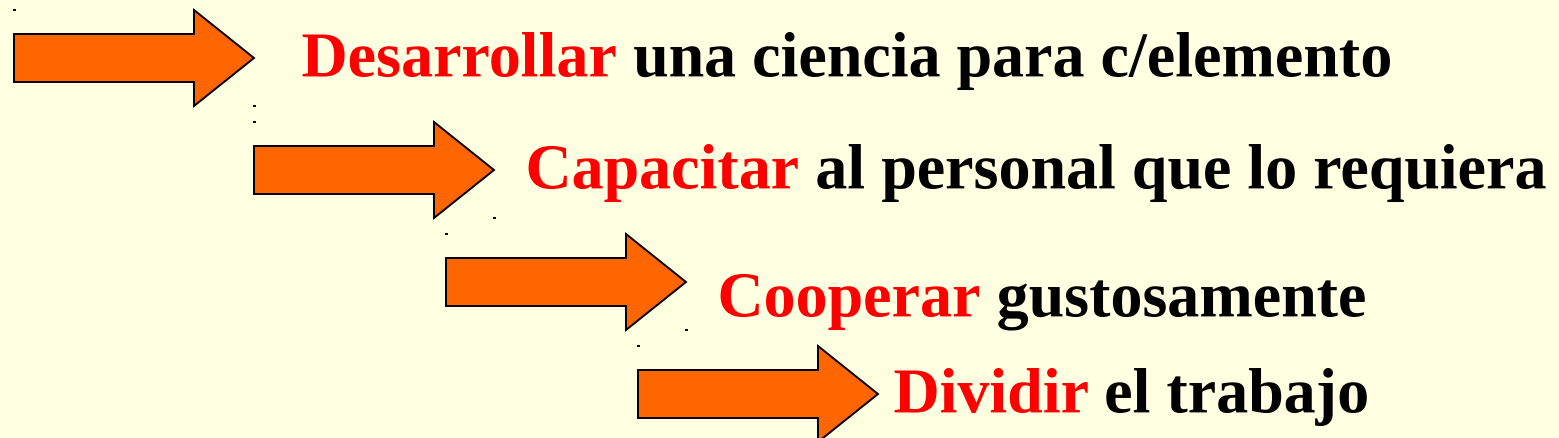 Desarrollar una ciencia para c/elemento
Capacitar al personal que lo requiera
Cooperar gustosamente
Dividir el trabajo